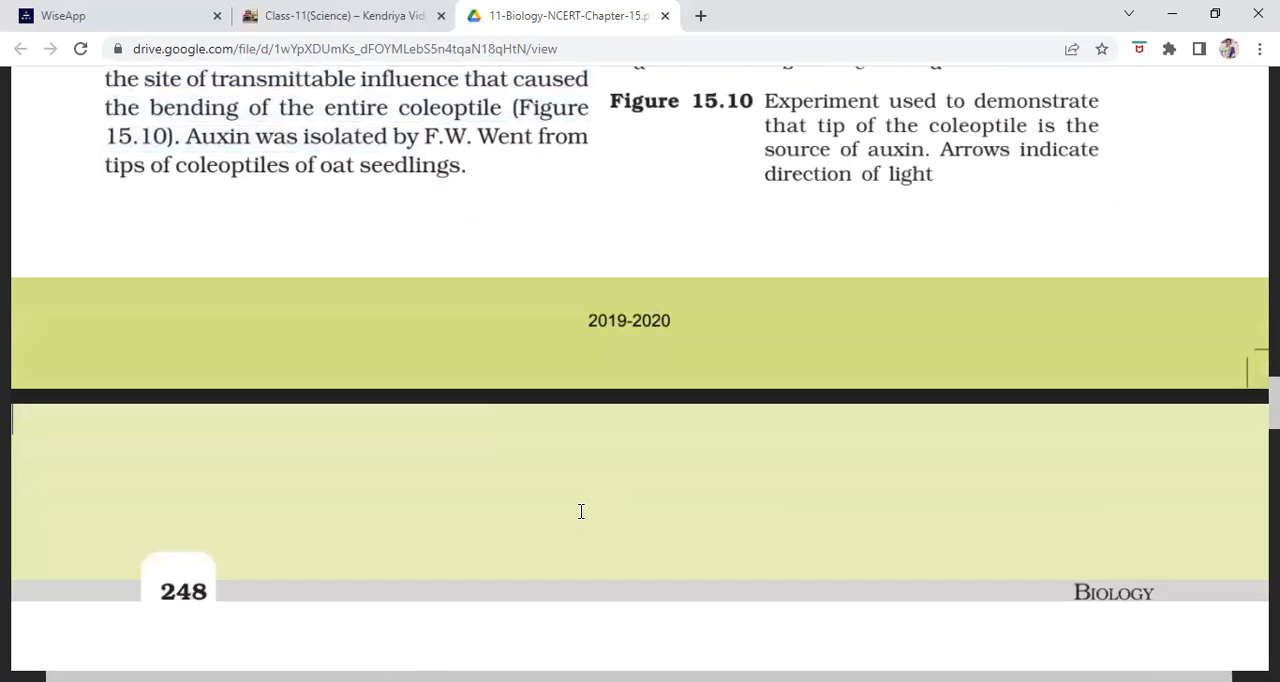 WiseApp
Class-11(Science) – Kendriya Vid
11-Biology-NCERT-Chapter-15.p
drive.google.com/file/d/1wYpXDUmKs_dFOYMLebS5n4tqaN18qHtN/view
the site of transmittable influence that caused
the bending of the entire coleoptile (Figure
15.10). Auxin was isolated by F.W. Went from
tips of coleoptiles of oat seedlings.
Figure 15.10 Experiment used to demonstrate
that tip of the coleoptile is the
source of auxin. Arrows indicate
direction of light
2019-2020
248
BIOLOGY